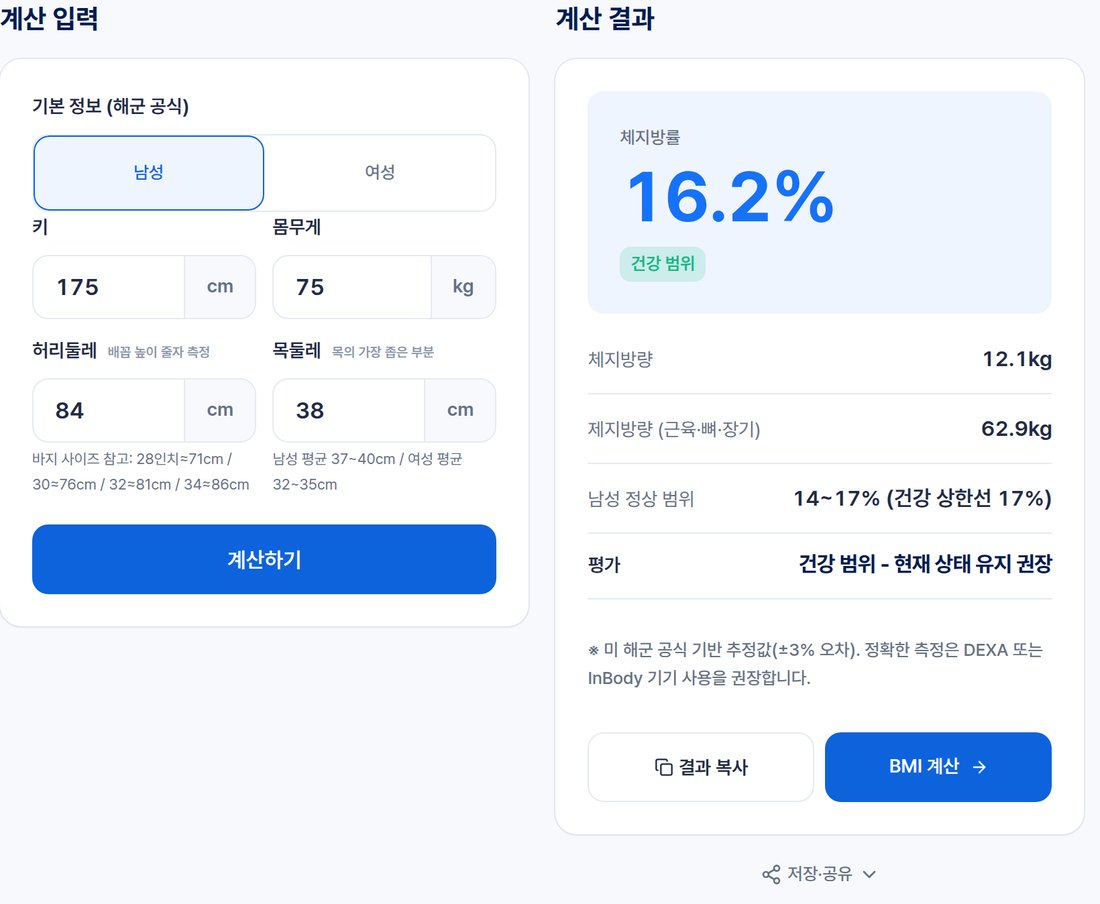 계산 입력
기본 정보 (해군 공식)
남성
여성
키
몸무게
175 cm
75 kg
허리둘레 배꼽 높이 줄자 측정
목둘레 목의 가장 좁은 부분
84 cm
38 cm
바지 사이즈 참고: 28인치≈71cm /
30≈76cm / 32≈81cm / 34≈86cm
남성 평균 37~40cm / 여성 평균
32~35cm
계산하기
계산 결과
체지방률
16.2%
건강 범위
체지방량 12.1kg
제지방량 (근육·뼈·장기) 62.9kg
남성 정상 범위 14~17% (건강 상한선 17%)
평가 건강 범위 - 현재 상태 유지 권장
※ 미 해군 공식 기반 추정값(±3% 오차). 정확한 측정은 DEXA 또는
InBody 기기 사용을 권장합니다.
결과 복사
BMI 계산 →
저장·공유